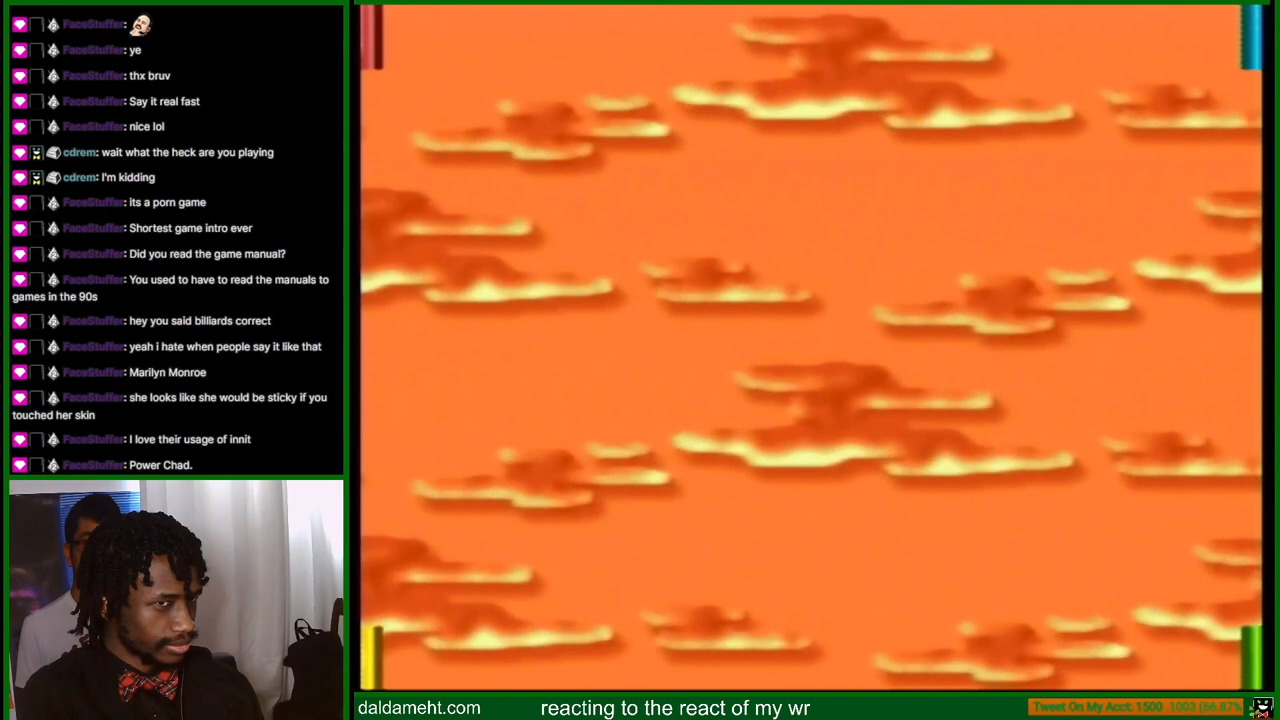 FaceStuffer:
FaceStuffer: ye
FaceStuffer: thx bruv
FaceStuffer: Say it real fast
FaceStuffer: nice lol
cdrem: wait what the heck are you playing
cdrem: I'm kidding
FaceStuffer: its a porn game
FaceStuffer: Shortest game intro ever
FaceStuffer: Did you read the game manual?
FaceStuffer: You used to have to read the manuals to
games in the 90s
FaceStuffer: hey you said billiards correct
FaceStuffer: yeah i hate when people say it like that
FaceStuffer: Marilyn Monroe
FaceStuffer: she looks like she would be sticky if you
touched her skin
FaceStuffer: I love their usage of innit
FaceStuffer: Power Chad.
daldameht.com
reacting to the react of my wr
Tweet On My Acct: 1500 1003 (66.87%